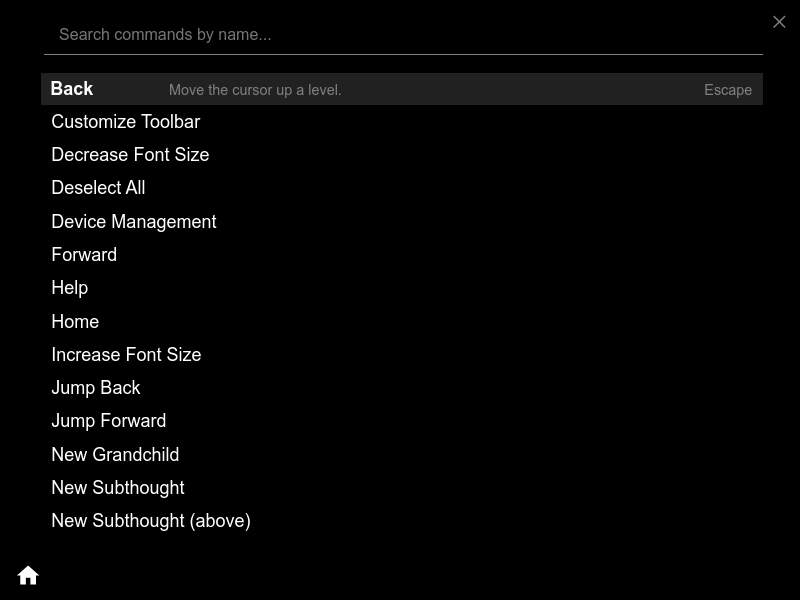 Search commands by name...
Back Move the cursor up a level. Escape
Customize Toolbar
Decrease Font Size
Deselect All
Device Management
Forward
Help
Home
Increase Font Size
Jump Back
Jump Forward
New Grandchild
New Subthought
New Subthought (above)